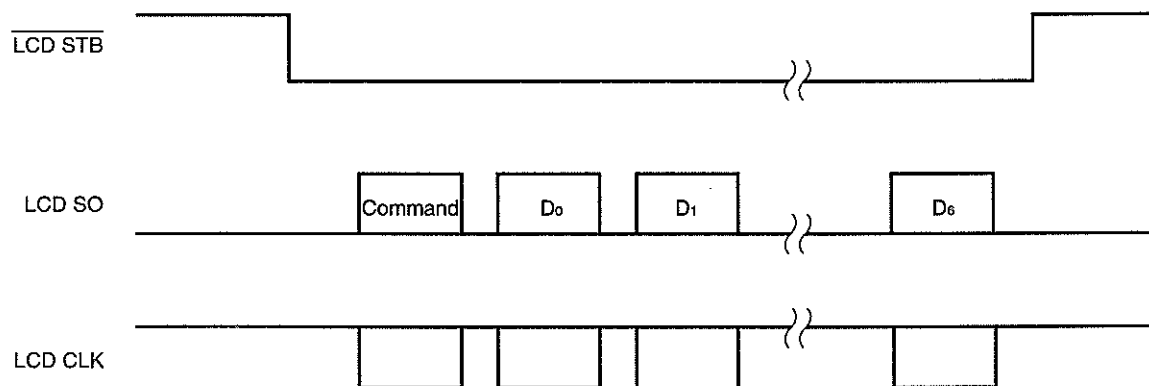 LCD STB
LCD SO
Command
D0
D1
D6
LCD CLK